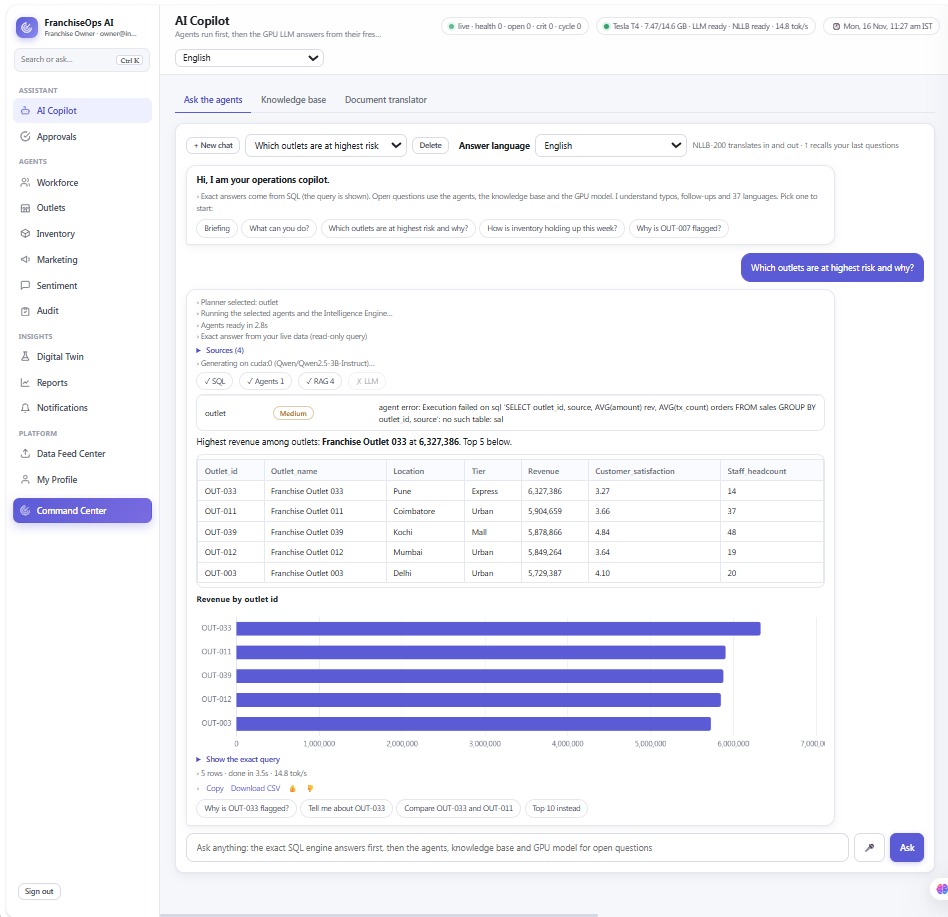 FranchiseOps AI
Franchise Owner · owner@in...
Search or ask...
Ctrl K
ASSISTANT
AI Copilot
Approvals
AGENTS
Workforce
Outlets
Inventory
Marketing
Sentiment
Audit
INSIGHTS
Digital Twin
Reports
Notifications
PLATFORM
Data Feed Center
My Profile
Command Center
Sign out
AI Copilot
Agents run first, then the GPU LLM answers from their fres...
live · health 0 · open 0 · crit 0 · cycle 0
Tesla T4 · 7.47/14.6 GB · LLM ready · NLLB ready · 14.8 tok/s
Mon, 16 Nov, 11:27 am IST
English
Ask the agents
Knowledge base
Document translator
+ New chat
Which outlets are at highest risk
Delete
Answer language
English
NLLB-200 translates in and out · 1 recalls your last questions
Hi, I am your operations copilot.
› Exact answers come from SQL (the query is shown). Open questions use the agents, the knowledge base and the GPU model. I understand typos, follow-ups and 37 languages. Pick one to
start:
Briefing
What can you do?
Which outlets are at highest risk and why?
How is inventory holding up this week?
Why is OUT-007 flagged?
Which outlets are at highest risk and why?
› Planner selected: outlet
› Running the selected agents and the Intelligence Engine...
› Agents ready in 2.8s
› Exact answer from your live data (read-only query)
▶ Sources (4)
› Generating on cuda:0 (Qwen/Qwen2.5-3B-Instruct)...
✓ SQL
✓ Agents 1
✓ RAG 4
✗ LLM
outlet
Medium
agent error: Execution failed on sql 'SELECT outlet_id, source, AVG(amount) rev, AVG(tx_count) orders FROM sales GROUP BY
outlet_id, source': no such table: sal
Highest revenue among outlets: Franchise Outlet 033 at 6,327,386. Top 5 below.
Outlet_id Outlet_name Location Tier Revenue Customer_satisfaction Staff_headcount
OUT-033 Franchise Outlet 033 Pune Express 6,327,386 3.27 14
OUT-011 Franchise Outlet 011 Coimbatore Urban 5,904,659 3.66 37
OUT-039 Franchise Outlet 039 Kochi Mall 5,878,866 4.84 48
OUT-012 Franchise Outlet 012 Mumbai Urban 5,849,264 3.64 19
OUT-003 Franchise Outlet 003 Delhi Urban 5,729,387 4.10 20
Revenue by outlet id
OUT-033
OUT-011
OUT-039
OUT-012
OUT-003
0 1,000,000 2,000,000 3,000,000 4,000,000 5,000,000 6,000,000 7,000,0
▶ Show the exact query
› 5 rows · done in 3.5s · 14.8 tok/s
› Copy Download CSV
Why is OUT-033 flagged?
Tell me about OUT-033
Compare OUT-033 and OUT-011
Top 10 instead
Ask anything: the exact SQL engine answers first, then the agents, knowledge base and GPU model for open questions
Ask